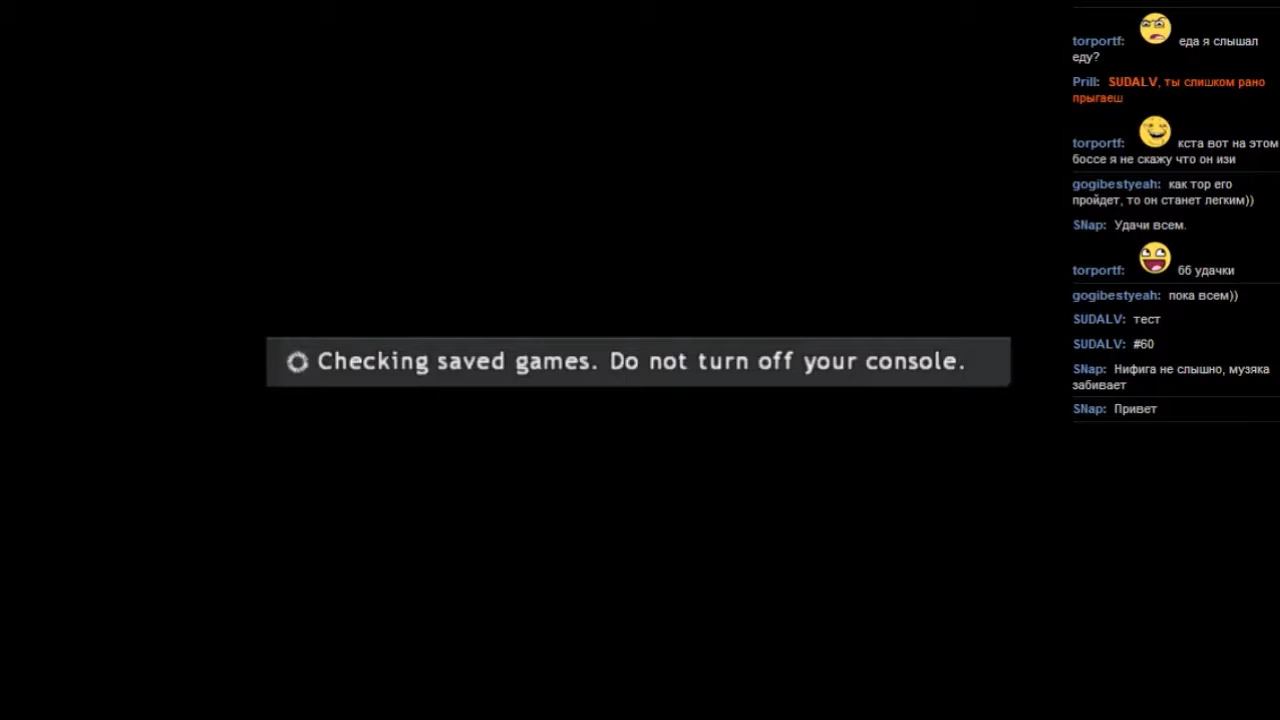 torportf: еда я слышал
еду?
Prill: SUDALV, ты слишком рано
прыгаеш
torportf: кста вот на этом
боссе я не скажу что он изи
gogibestyeah: как тор его
пройдет, то он станет легким))
SNap: Удачи всем.
torportf: бб удачки
gogibestyeah: пока всем))
SUDALV: тест
SUDALV: #60
SNap: Нифига не слышно, музяка
забивает
SNap: Привет
Checking saved games. Do not turn off your console.